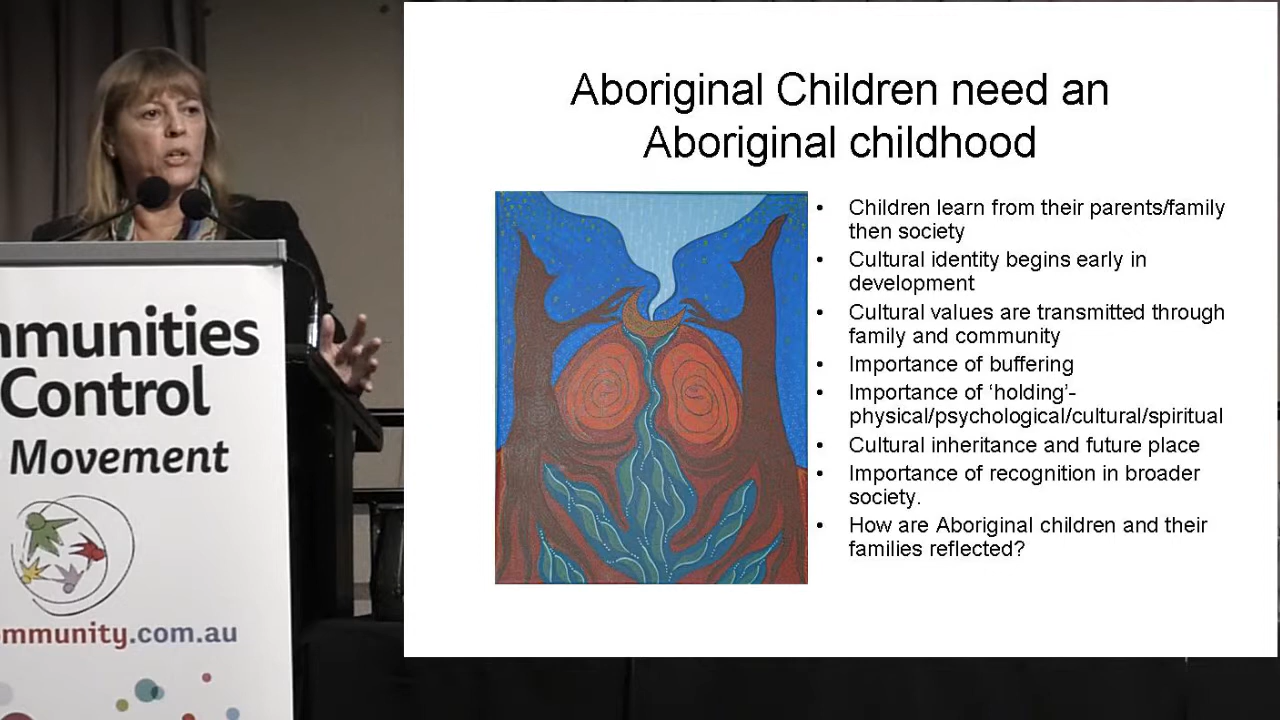 mmunities
Control
Movement
ommunity.com.au
Aboriginal Children need an
Aboriginal childhood
• Children learn from their parents/family
then society
• Cultural identity begins early in
development
• Cultural values are transmitted through
family and community
• Importance of buffering
• Importance of ‘holding’-
physical/psychological/cultural/spiritual
• Cultural inheritance and future place
• Importance of recognition in broader
society.
• How are Aboriginal children and their
families reflected?